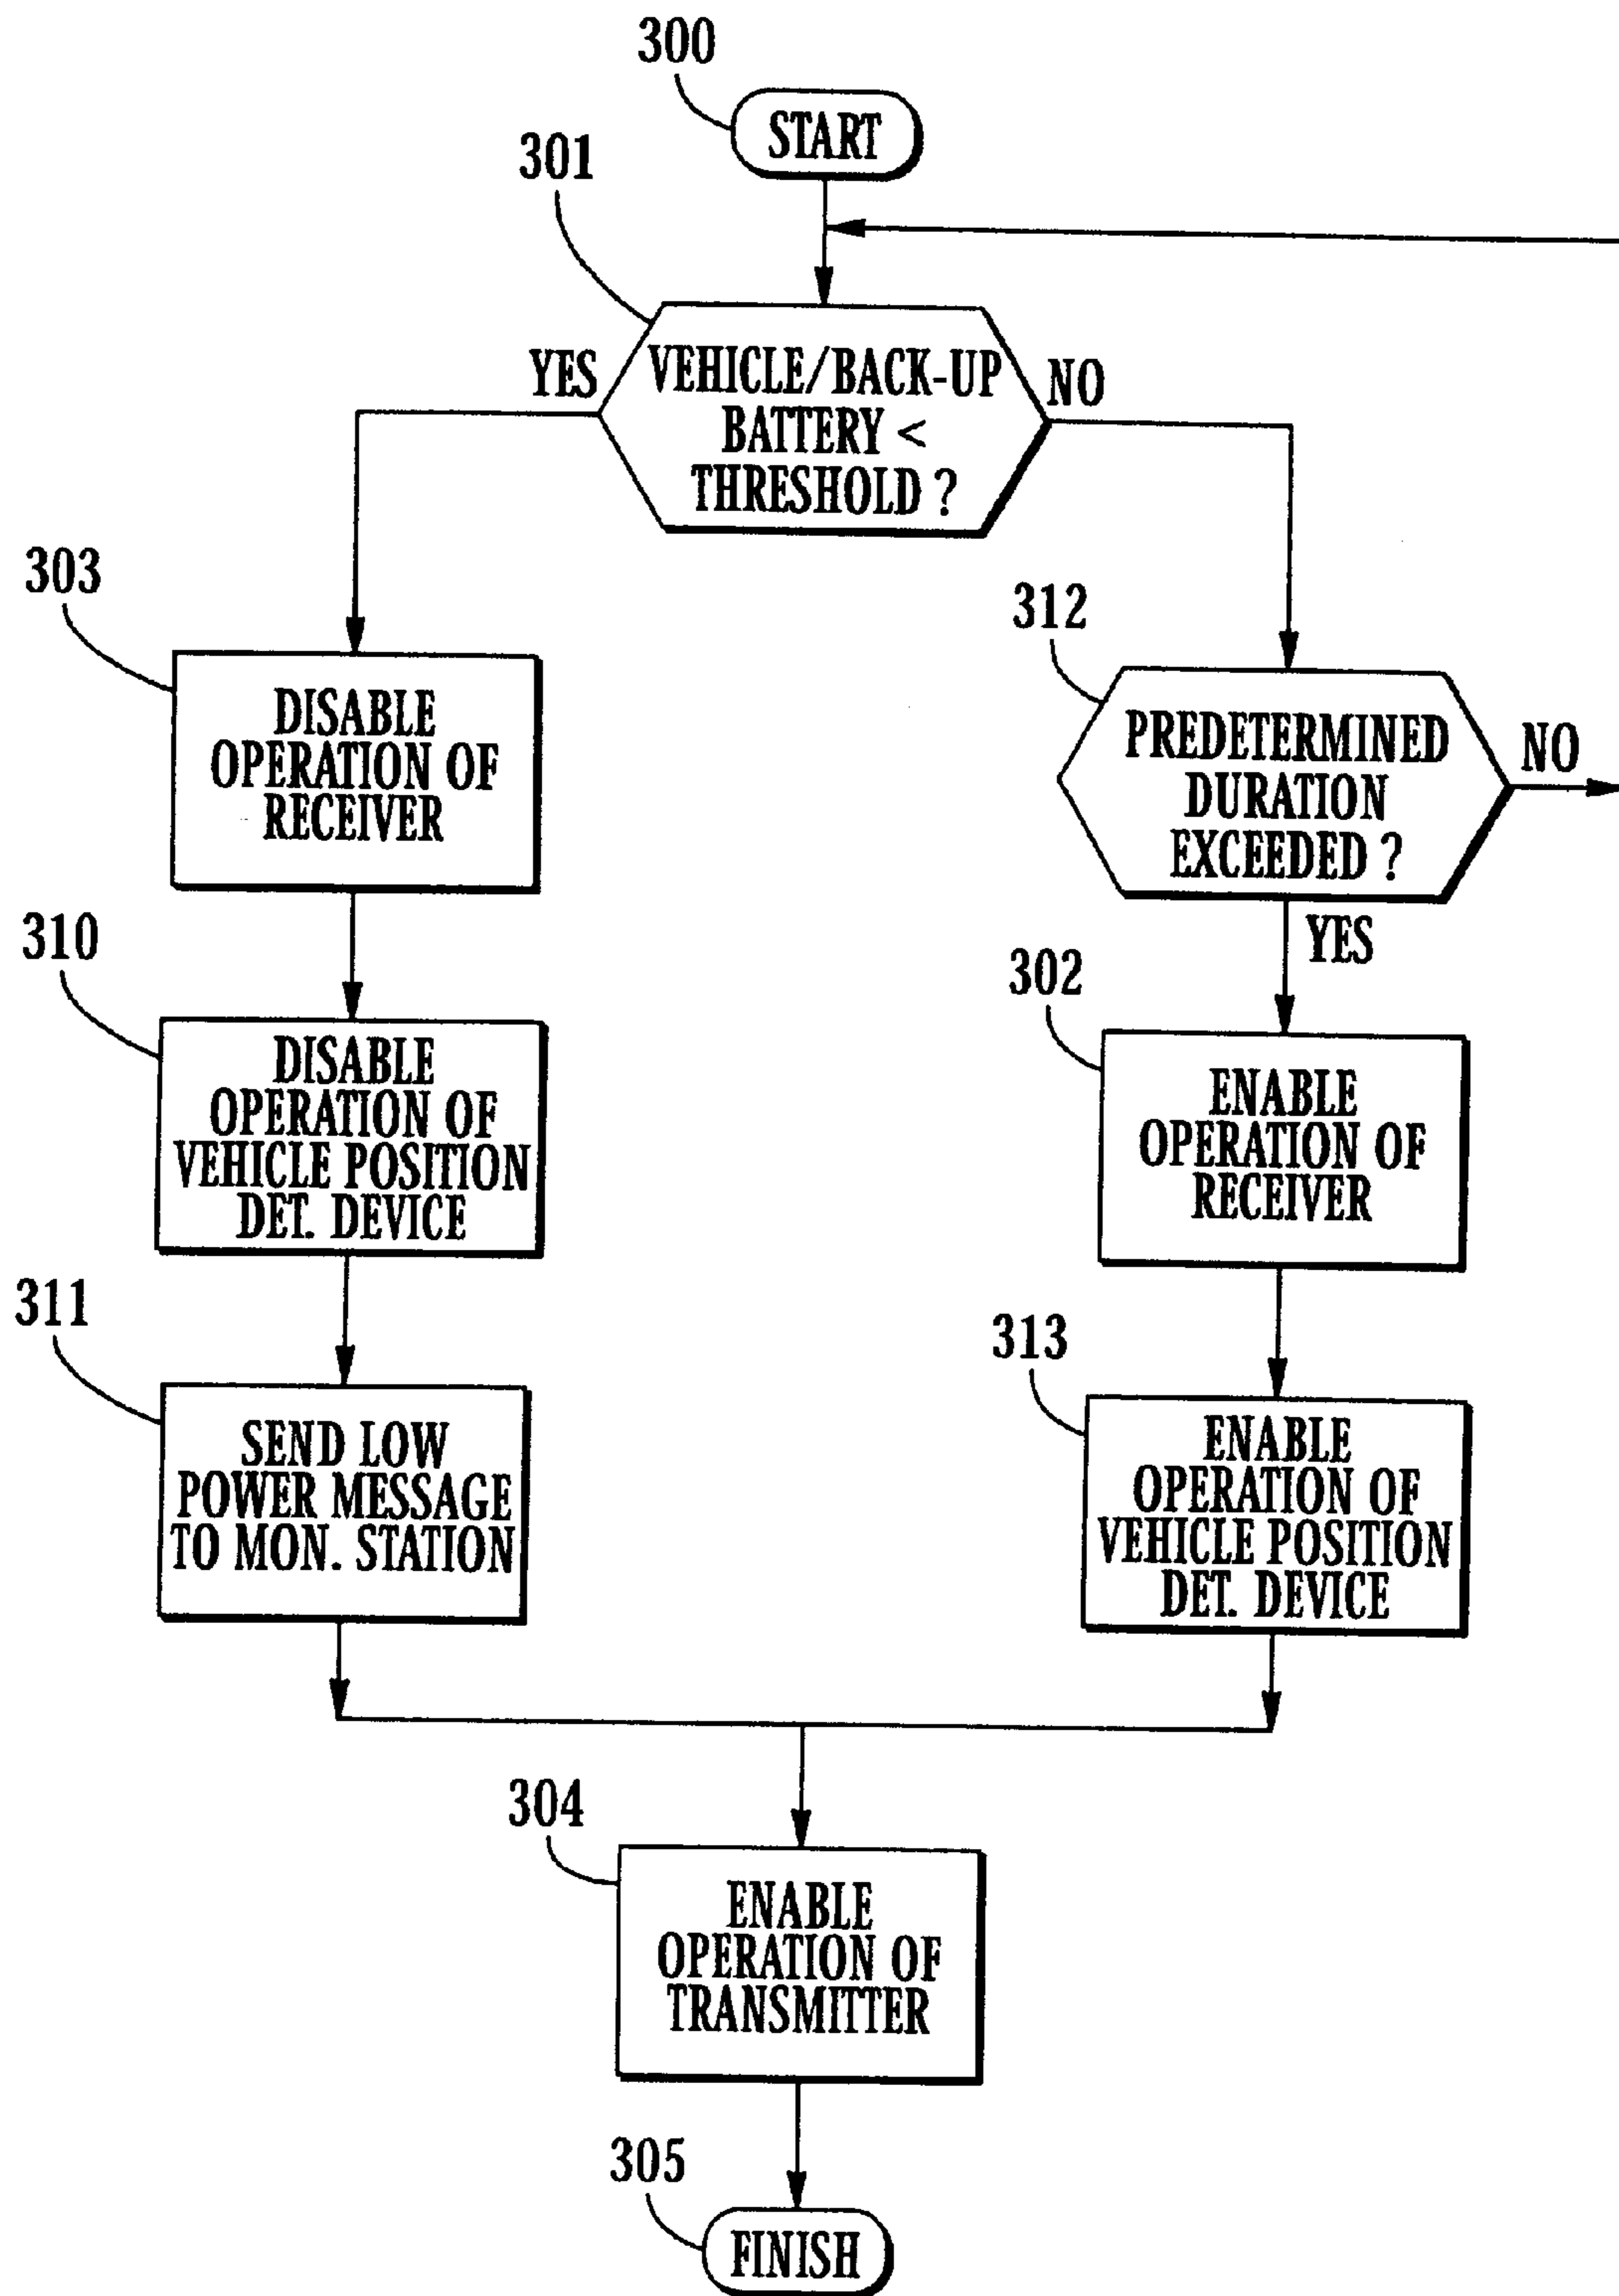 300
START
301
YES
VEHICLE/BACK-UP
BATTERY <
THRESHOLD ?
NO
303
DISABLE
OPERATION OF
RECEIVER
312
PREDETERMINED
DURATION
EXCEEDED ?
NO
YES
310
DISABLE
OPERATION OF
VEHICLE POSITION
DET. DEVICE
302
ENABLE
OPERATION OF
RECEIVER
311
SEND LOW
POWER MESSAGE
TO MON. STATION
313
ENABLE
OPERATION OF
VEHICLE POSITION
DET. DEVICE
304
ENABLE
OPERATION OF
TRANSMITTER
305
FINISH